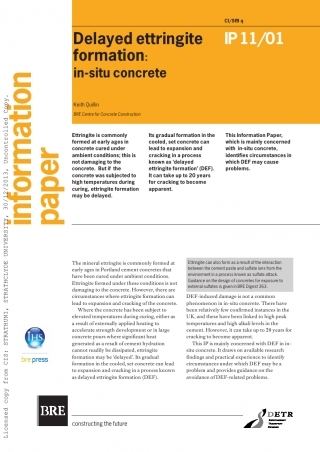 CI/SfB q
Delayed ettringite
formation:
in-situ concrete
IP 11/01
Keith Quillin
BRE Centre for Concrete Construction
information
paper
Ettringite is commonly
formed at early ages in
concrete cured under
ambient conditions; this is
not damaging to the
concrete. But if the
concrete was subjected to
high temperatures during
curing, ettringite formation
may be delayed.
Its gradual formation in the
cooled, set concrete can
lead to expansion and
cracking in a process
known as 'delayed
ettringite formation' (DEF).
It can take up to 20 years
for cracking to become
apparent.
This Information Paper,
which is mainly concerned
with in-situ concrete,
identifies circumstances in
which DEF may cause
problems.
The mineral ettringite is commonly formed at
early ages in Portland cement concretes that
have been cured under ambient conditions.
Ettringite formed under these conditions is not
damaging to the concrete. However, there are
circumstances where ettringite formation can
lead to expansion and cracking of the concrete.
Where the concrete has been subject to
elevated temperatures during curing, either as
a result of externally applied heating to
accelerate strength development or in large
concrete pours where significant heat
generated as a result of cement hydration
cannot readily be dissipated, ettringite
formation may be 'delayed'. Its gradual
formation in the cooled, set concrete can lead
to expansion and cracking in a process known
as delayed ettringite formation (DEF).
Ettringite can also form as a result of the interaction
between the cement paste and sulfate ions from the
environment in a process known as sulfate attack.
Guidance on the design of concretes for exposure to
external sulfates is given in BRE Digest 363.
DEF-induced damage is not a common
phenomenon in in-situ concrete. There have
been relatively few confirmed instances in the
UK, and these have been linked to high peak
temperatures and high alkali levels in the
cement. However, it can take up to 20 years for
cracking to become apparent.
This IP is mainly concerned with DEF in in-
situ concrete. It draws on available research
findings and practical experience to identify
circumstances under which DEF may be a
problem and provides guidance on the
avoidance of DEF-related problems.
Licensed copy from CIS: STRATHUNI, STRATHCLYDE UNIVERSITY, 30/12/2013, Uncontrolled Copy.
IHS
brepress
BRE
constructing the future
DETR